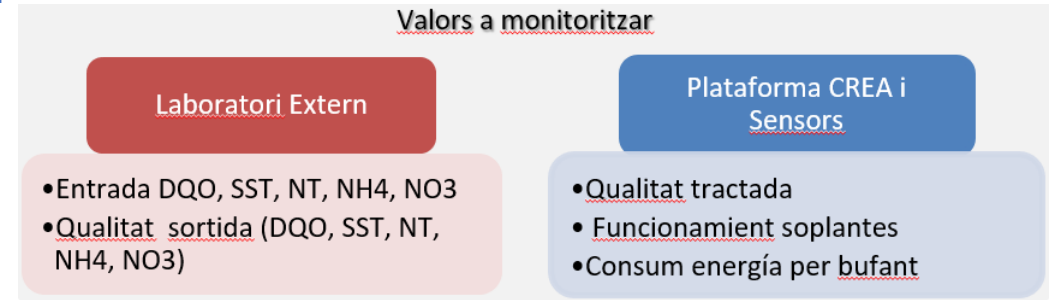 Valors a monitoritzar
Laboratori Extern
•Entrada DQO, SST, NT, NH4, NO3
•Qualitat  sortida (DQO, SST, NT,
NH4, NO3)
Plataforma CREA i
Sensors
•Qualitat tractada
• Funcionamient soplantes
•Consum energía per bufant